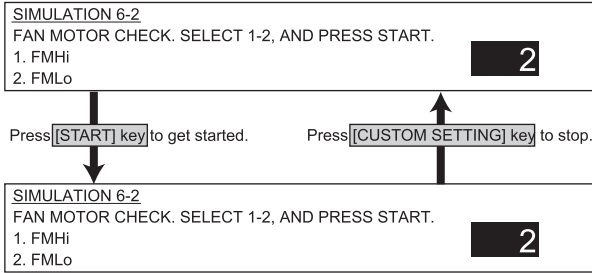 SIMULATION 6-2
FAN MOTOR CHECK. SELECT 1-2, AND PRESS START.
1. FMHi
2. FMLo
2
Press [START] key to get started.
Press [CUSTOM SETTING] key to stop.
SIMULATION 6-2
FAN MOTOR CHECK. SELECT 1-2, AND PRESS START.
1. FMHi
2. FMLo
2